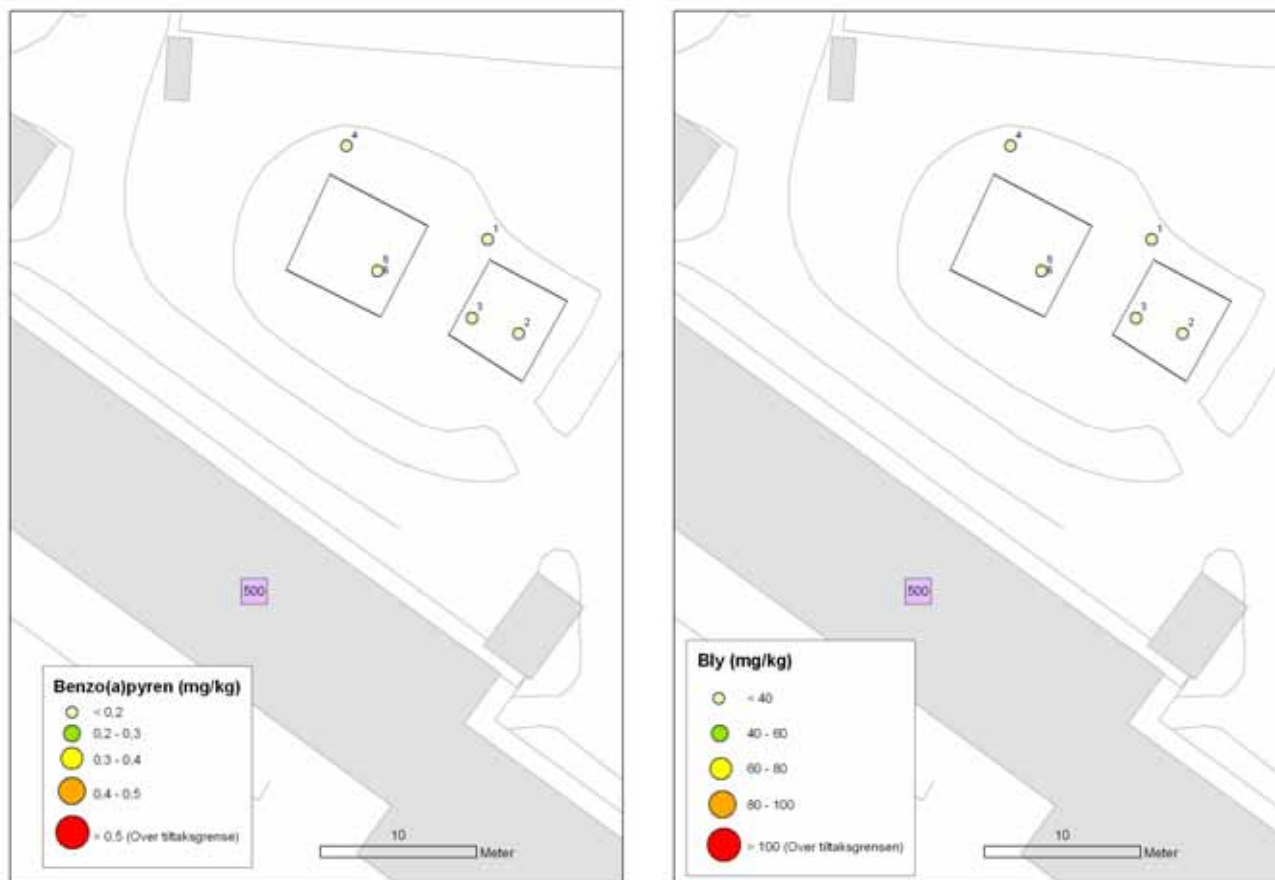 4
1
5
6
3
2
500
Benzo(a)pyren (mg/kg)
< 0,2
0,2 - 0,3
0,3 - 0,4
0,4 - 0,5
> 0.5 (Over tiltaksgrense)
10
Meter
4
1
5
6
3
2
500
Bly (mg/kg)
< 40
40 - 60
60 - 80
80 - 100
> 100 (Over tiltaksgrensen)
10
Meter